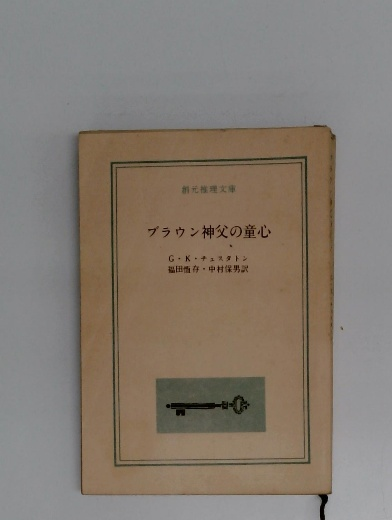 創元推理文庫
ブラウン神父の童心
G・K・チェスタトン
福田恆存・中村保男訳